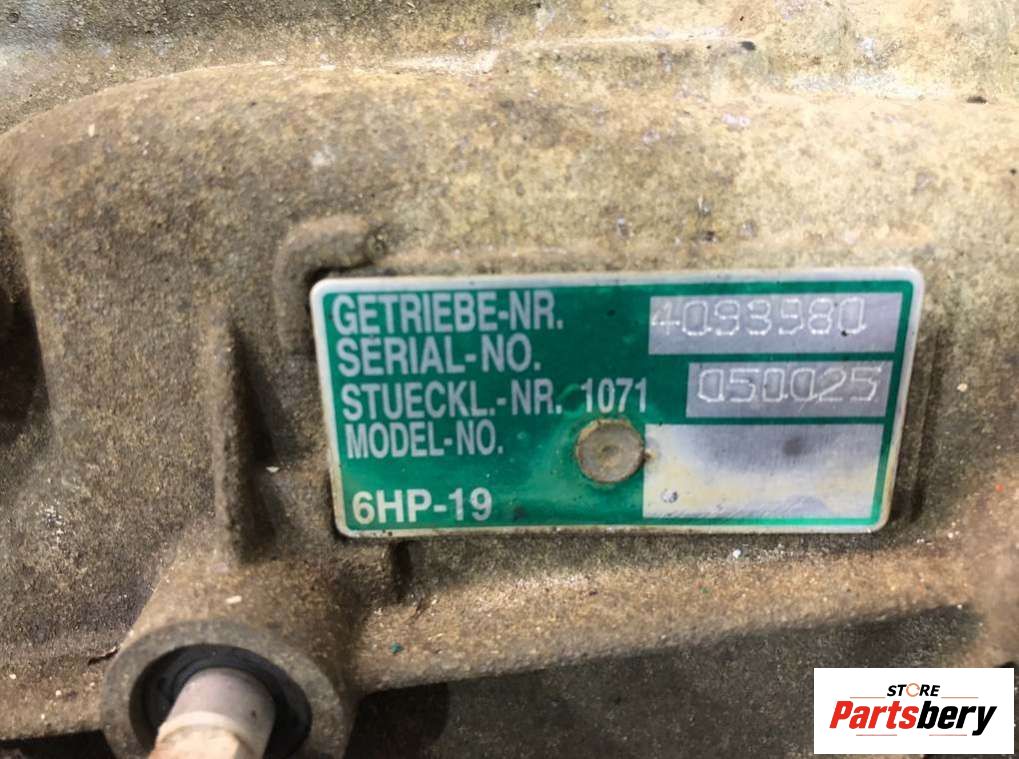 GETRIEBE-NR. 4093980
SERIAL-NO.
STUECKL.-NR. 1071 050025
MODEL-NO.
6HP-19
STORE
Partsbery